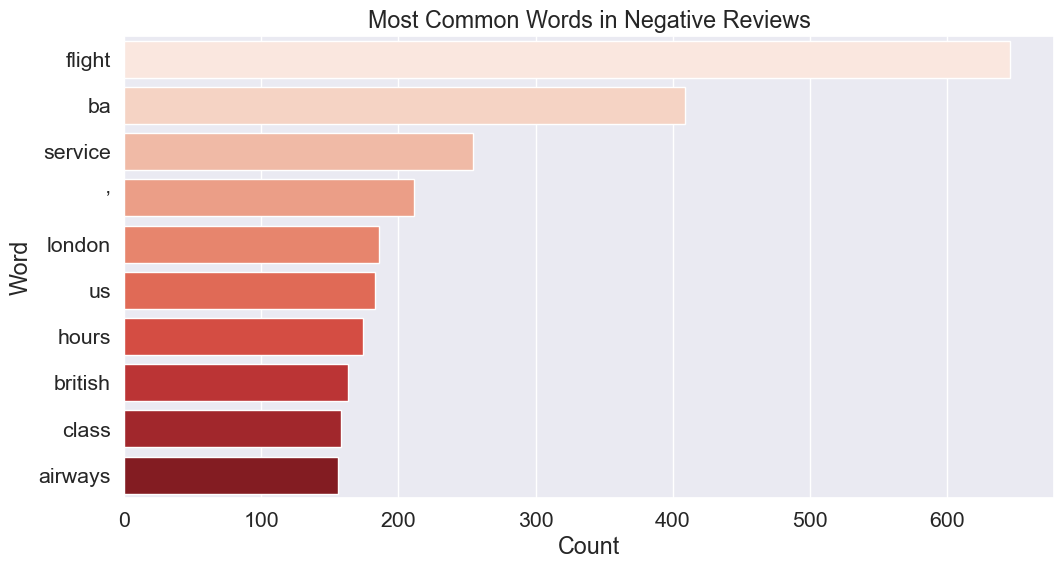 Most Common Words in Negative Reviews
flight
ba
service
’
london
us
hours
british
class
airways
Word
0 100 200 300 400 500 600
Count